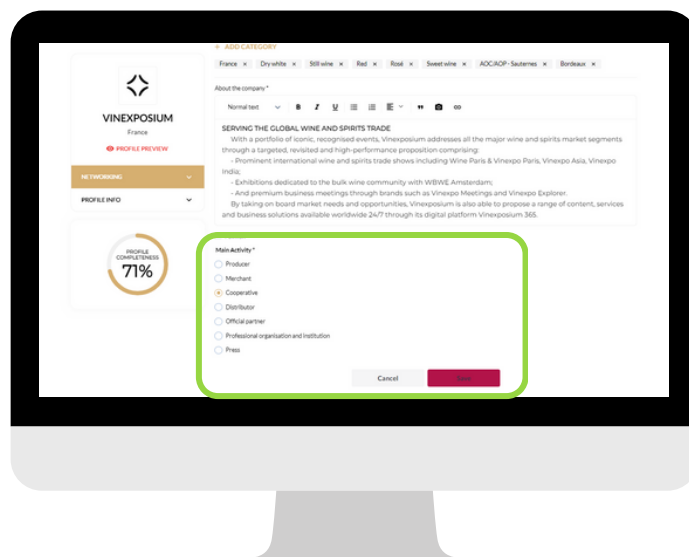 + ADD CATEGORY
France × Dry white × Still wine × Red × Rosé × Sweet wine × AOC/AOP - Sauternes × Bordeaux ×
About the company *
Normal text B I U
SERVING THE GLOBAL WINE AND SPIRITS TRADE
With a portfolio of iconic, recognised events, Vinexposium addresses all the major wine and spirits market segments
through a targeted, revisited and high-performance proposition comprising:
- Prominent international wine and spirits trade shows including Wine Paris & Vinexpo Paris, Vinexpo Asia, Vinexpo
India;
- Exhibitions dedicated to the bulk wine community with WBWE Amsterdam;
- And premium business meetings through brands such as Vinexpo Meetings and Vinexpo Explorer.
By taking on board market needs and opportunities, Vinexposium is also able to propose a range of content, services
and business solutions available worldwide 24/7 through its digital platform Vinexposium 365.
VINEXPOSIUM
France
PROFILE PREVIEW
NETWORKING
PROFILE INFO
PROFILE
COMPLETENESS
71%
Main Activity *
Producer
Merchant
Cooperative
Distributor
Official partner
Professional organisation and institution
Press
Cancel Save